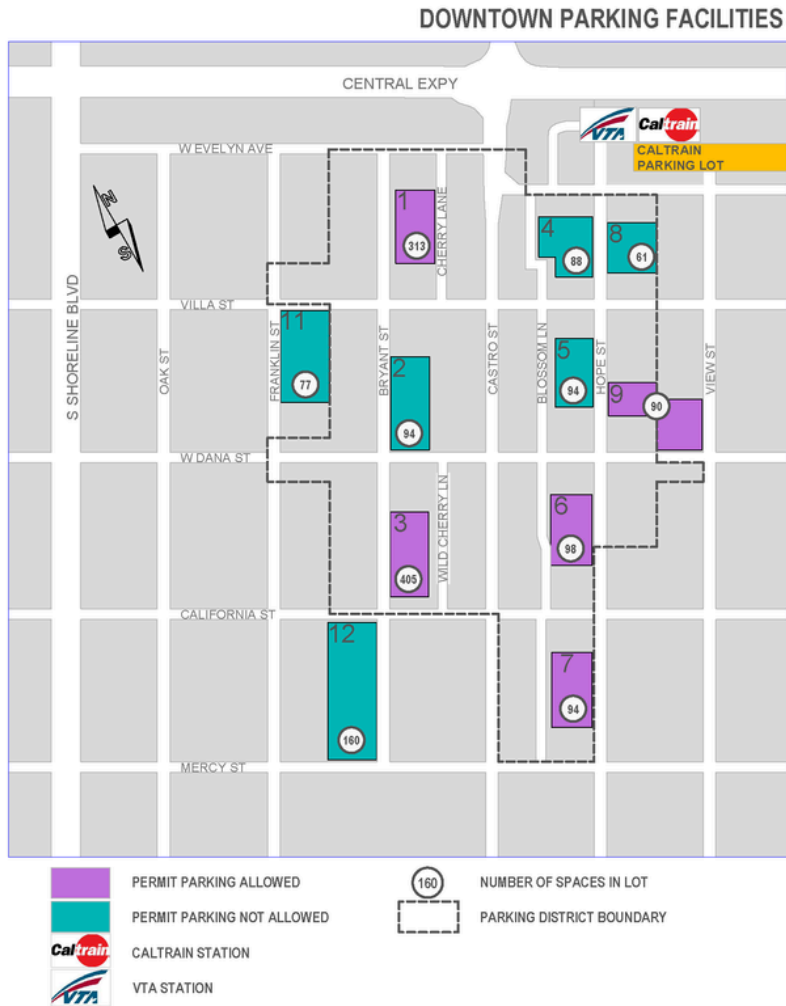 DOWNTOWN PARKING FACILITIES
CENTRAL EXPY
VTA
Caltrain
W EVELYN AVE
CALTRAIN
PARKING LOT
N
S
1
313
CHERRY LANE
4
88
8
61
S SHORELINE BLVD
VILLA ST
OAK ST
FRANKLIN ST
11
77
BRYANT ST
2
94
CASTRO ST
BLOSSOM LN
5
94
HOPE ST
9
90
VIEW ST
W DANA ST
3
405
WILD CHERRY LN
6
98
CALIFORNIA ST
12
160
7
94
MERCY ST
PERMIT PARKING ALLOWED
160
NUMBER OF SPACES IN LOT
PERMIT PARKING NOT ALLOWED
PARKING DISTRICT BOUNDARY
Caltrain
CALTRAIN STATION
VTA
VTA STATION